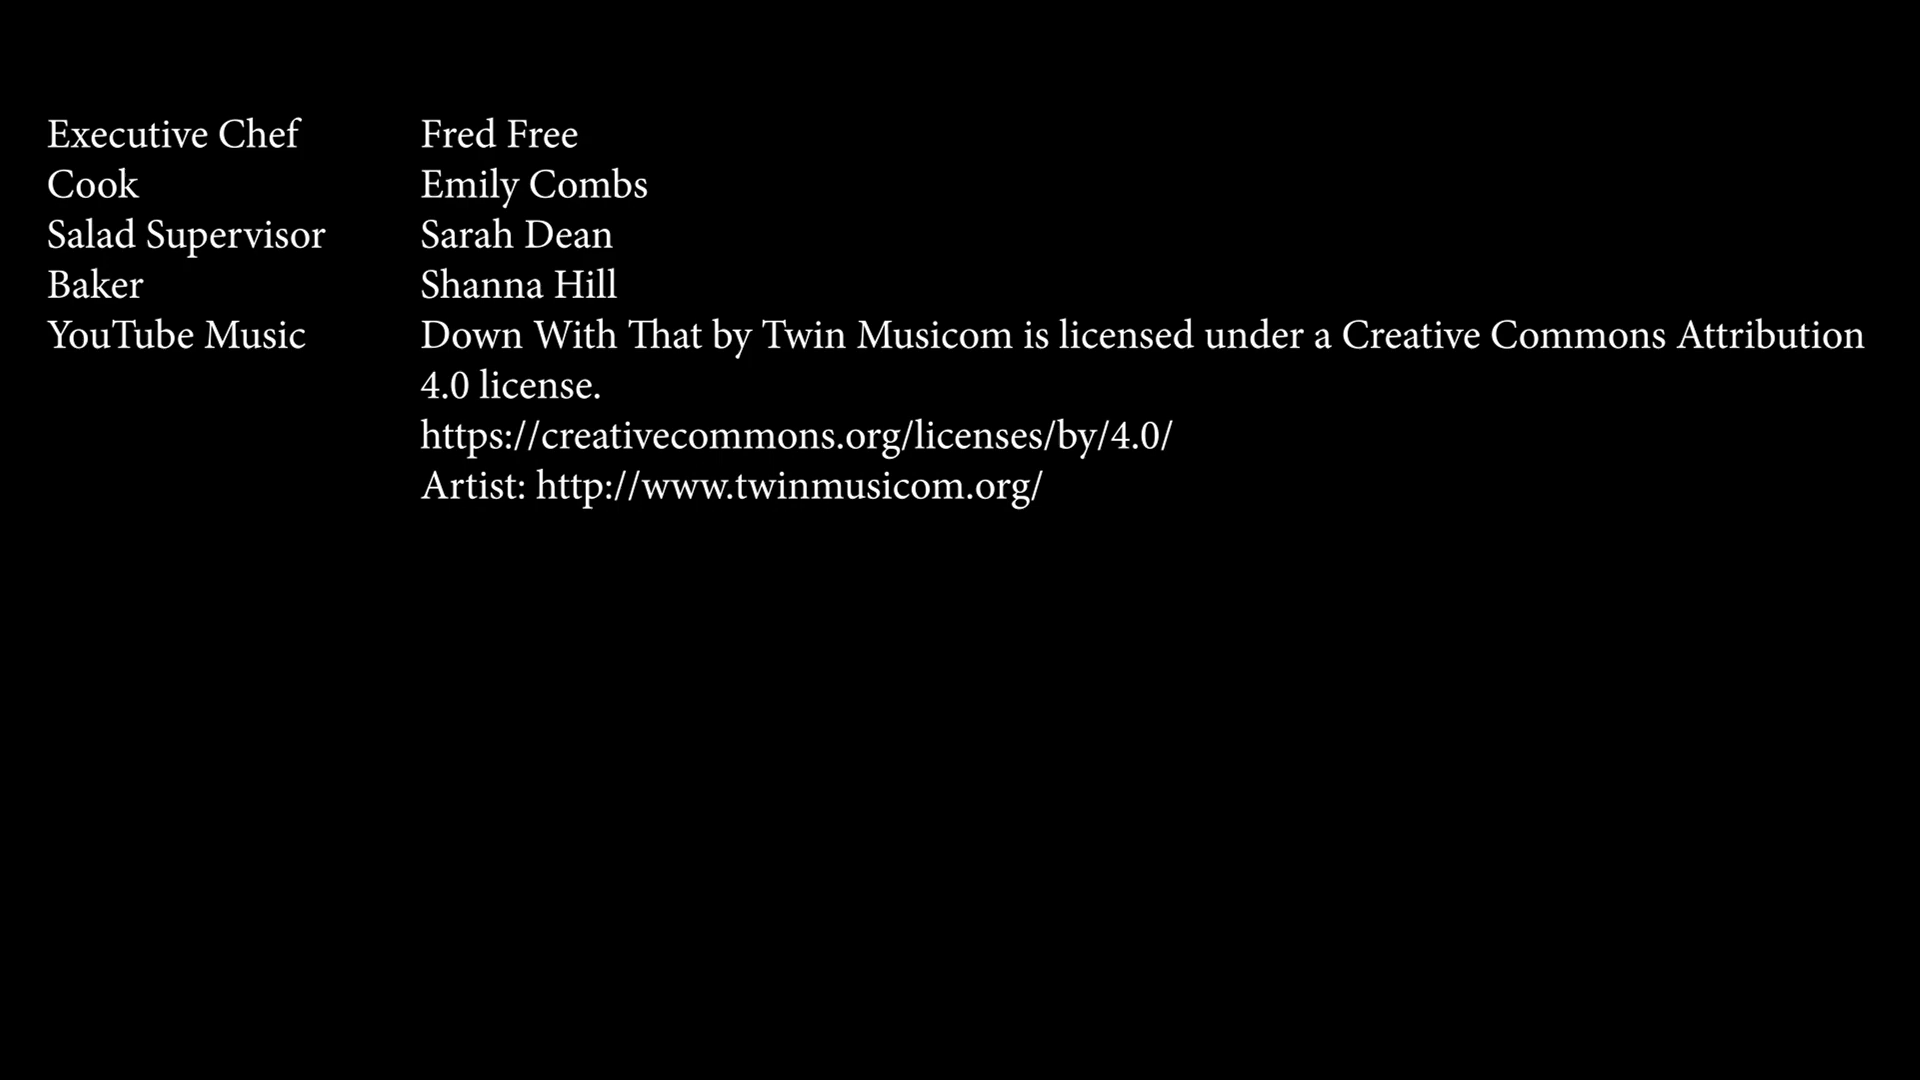 Executive Chef Fred Free
Cook Emily Combs
Salad Supervisor Sarah Dean
Baker Shanna Hill
YouTube Music Down With That by Twin Musicom is licensed under a Creative Commons Attribution
4.0 license.
https://creativecommons.org/licenses/by/4.0/
Artist: http://www.twinmusicom.org/